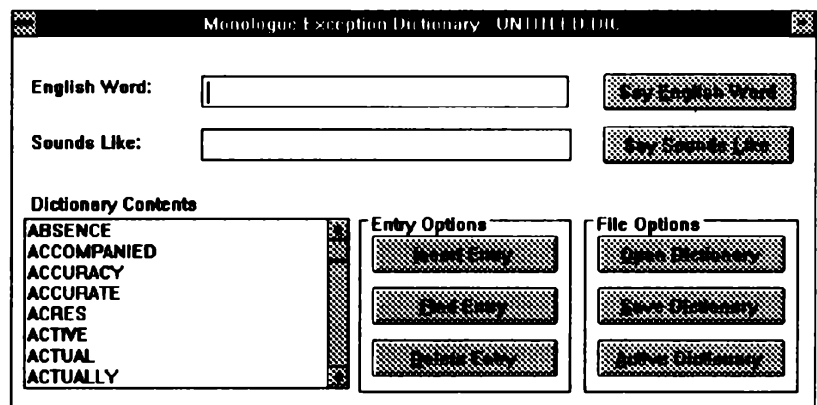 Monologue Exception Dictionary UNTITLED.DIC
English Word:
Say English Word
Sounds Like:
Say Sounds Like
Dictionary Contents
ABSENCE
ACCOMPANIED
ACCURACY
ACCURATE
ACRES
ACTIVE
ACTUAL
ACTUALLY
Entry Options
Insert Entry
Find Entry
Delete Entry
File Options
Open Dictionary
Save Dictionary
Active Dictionary